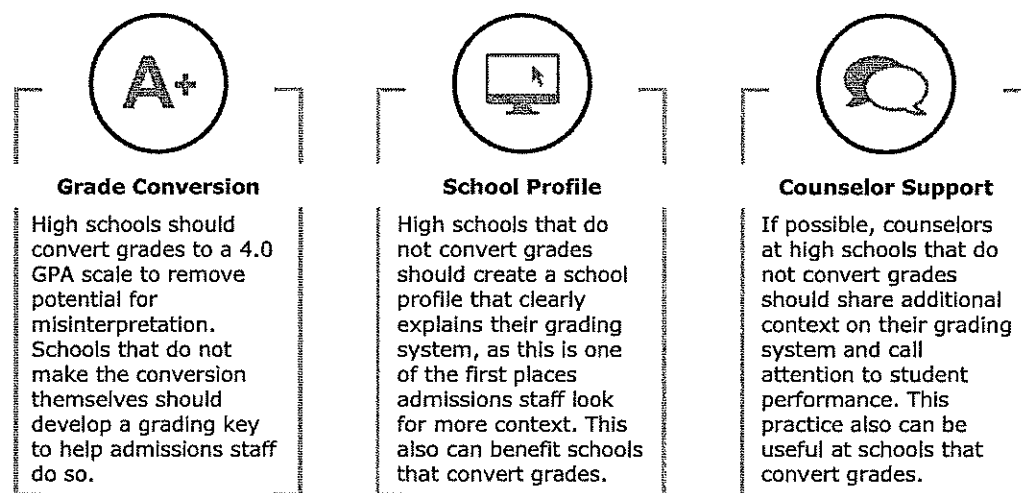 A+
Grade Conversion
High schools should
convert grades to a 4.0
GPA scale to remove
potential for
misinterpretation.
Schools that do not
make the conversion
themselves should
develop a grading key
to help admissions staff
do so.
School Profile
High schools that do
not convert grades
should create a school
profile that clearly
explains their grading
system, as this is one
of the first places
admissions staff look
for more context. This
also can benefit schools
that convert grades.
Counselor Support
If possible, counselors
at high schools that do
not convert grades
should share additional
context on their grading
system and call
attention to student
performance. This
practice also can be
useful at schools that
convert grades.